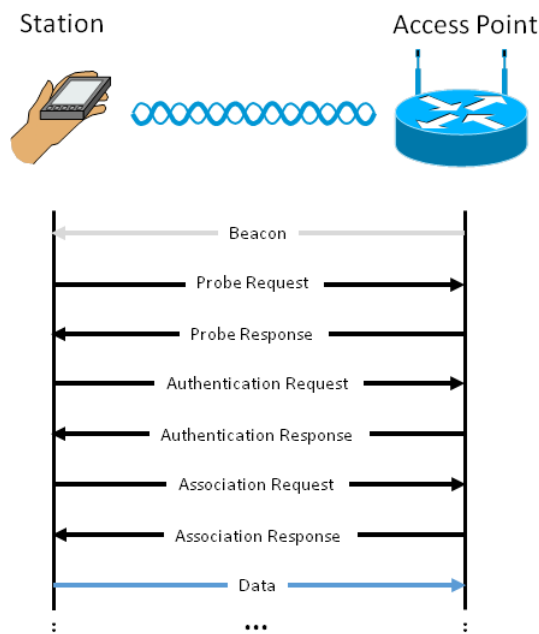 Station
Access Point
Beacon
Probe Request
Probe Response
Authentication Request
Authentication Response
Association Request
Association Response
Data
: ... :